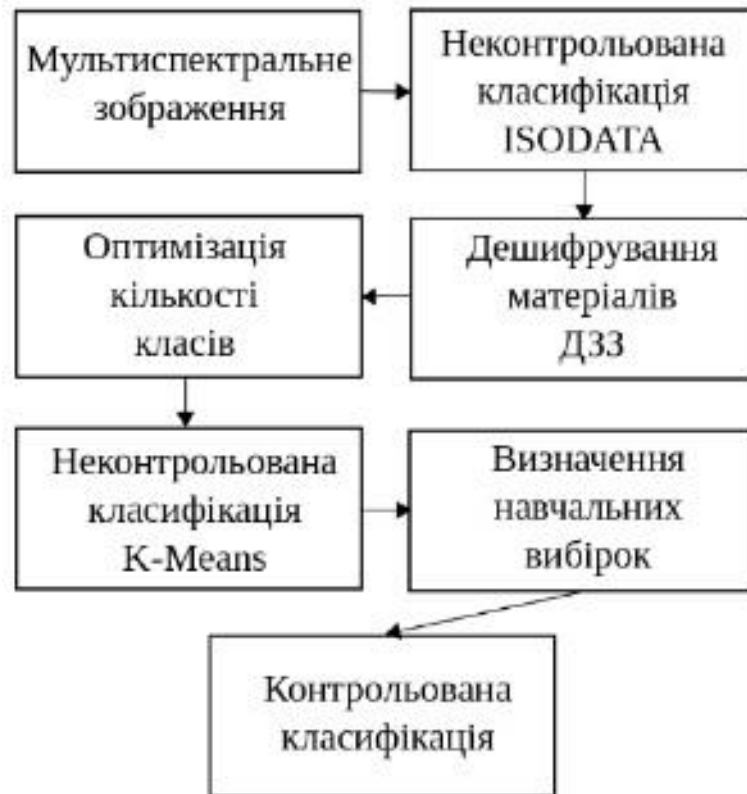 Мультиспектральне
зображення
Неконтрольована
класифікація
ISODATA
Дешифрування
матеріалів
ДЗЗ
Оптимізація
кількості
класів
Неконтрольована
класифікація
K-Means
Визначення
навчальних
вибірок
Контрольована
класифікація